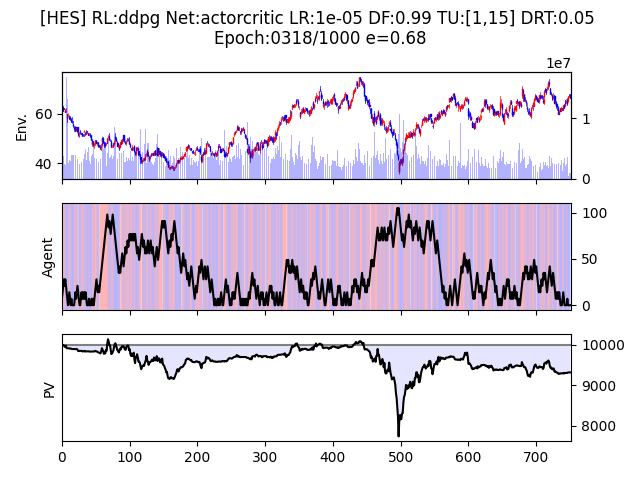 [HES] RL:ddpg Net:actorcritic LR:1e-05 DF:0.99 TU:[1,15] DRT:0.05
Epoch:0318/1000 e=0.68
1e7
Env.
60
40
1
0
Agent
100
50
0
PV
10000
9000
8000
0 100 200 300 400 500 600 700